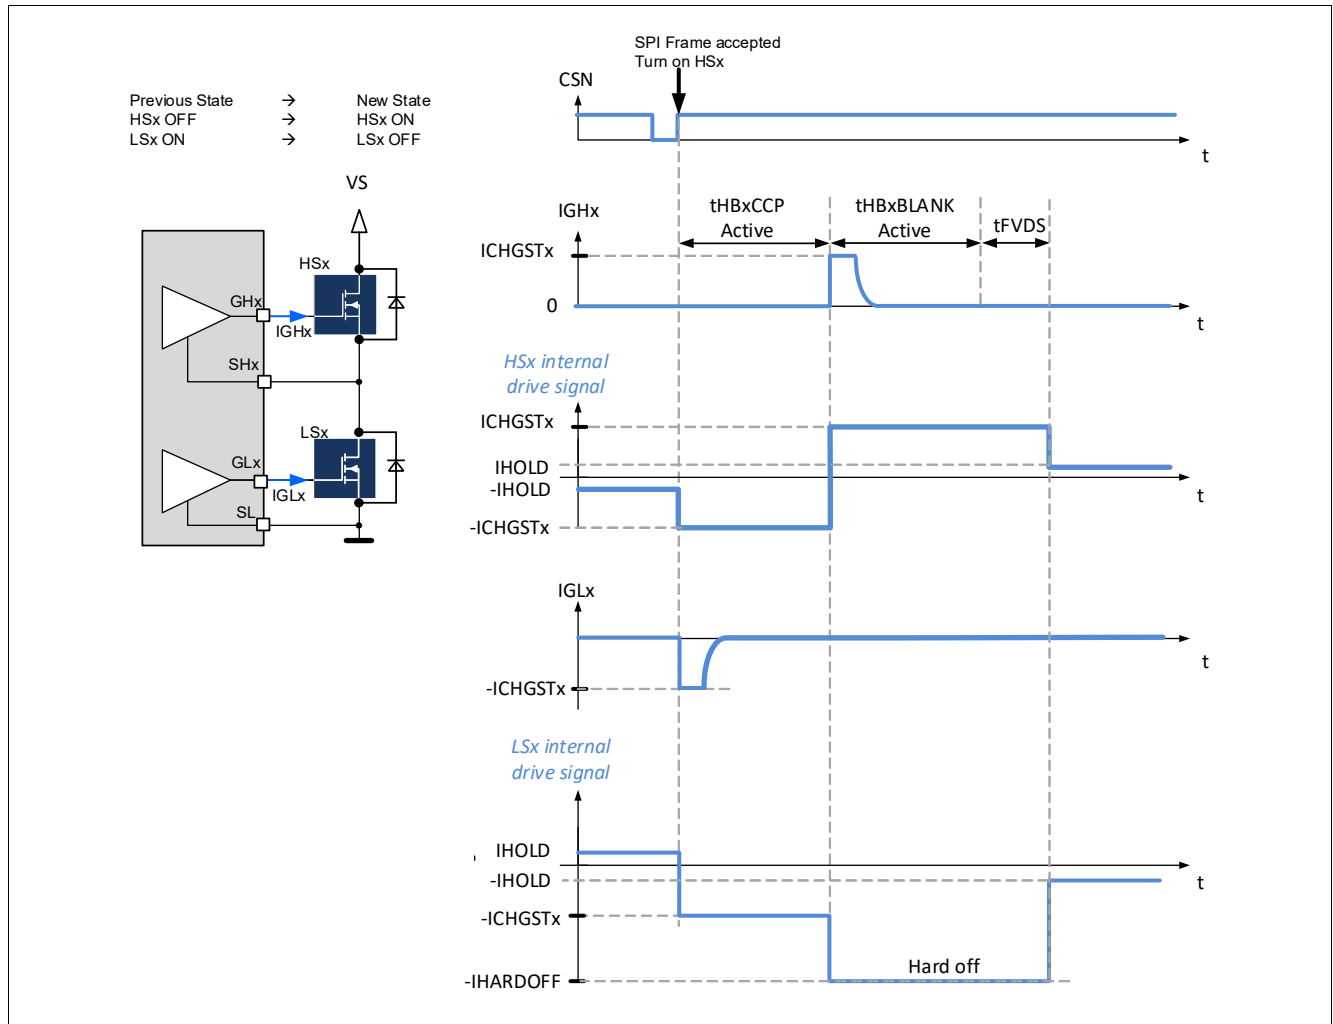 SPI Frame accepted
Turn on HSx
CSN
t
Previous State → New State
HSx OFF → HSx ON
LSx ON → LSx OFF
VS
HSx
GHx
IGHx
SHx
LSx
GLx
IGLx
SL
IGHx
tHBxCCP
Active
tHBxBLANK
Active
tFVDS
ICHGSTx
0
t
HSx internal
drive signal
ICHGSTx
IHOLD
-IHOLD
-ICHGSTx
t
IGLx
-ICHGSTx
t
LSx internal
drive signal
IHOLD
-IHOLD
-ICHGSTx
-IHARDOFF
Hard off
t